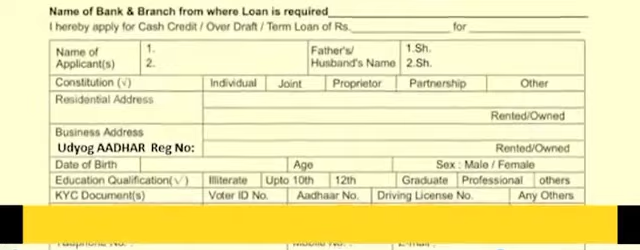 Name of Bank & Branch from where Loan is required
I hereby apply for Cash Credit / Over Draft / Term Loan of Rs. for
Name of Applicant(s) 1. 2. Father's/ Husband's Name 1.Sh. 2.Sh.
Constitution (√) Individual Joint Proprietor Partnership Other
Residential Address
Rented/Owned
Business Address
Udyog AADHAR Reg No: Rented/Owned
Date of Birth Age Sex : Male / Female
Education Qualification(√) Illiterate Upto 10th 12th Graduate Professional others
KYC Document(s) Voter ID No. Aadhaar No. Driving License No. Any Others